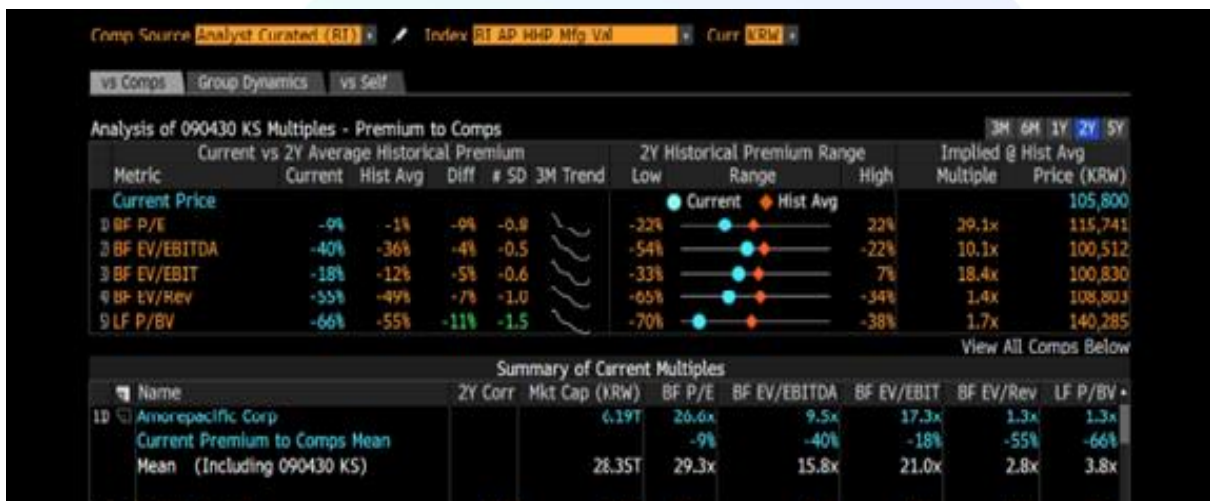 Comp Source Analyst Curated (BI) Index BI AP HHP Mfg Val Curr KRW
vs Comps Group Dynamics vs Self
Analysis of 090430 KS Multiples - Premium to Comps 3M 6M 1Y 2Y 5Y
Current vs 2Y Average Historical Premium 2Y Historical Premium Range Implied @ Hist Avg
Metric Current Hist Avg Diff # SD 3M Trend Low Range High Multiple Price (KRW)
Current Price Current Hist Avg 105,800
1) BF P/E -9% -1% -9% -0.8 -22% 22% 29.1x 115,741
2) BF EV/EBITDA -40% -36% -4% -0.5 -54% -22% 10.1x 100,512
3) BF EV/EBIT -18% -12% -5% -0.6 -33% 7% 18.4x 100,830
4) BF EV/Rev -55% -49% -7% -1.0 -65% -34% 1.4x 108,803
5) LF P/BV -66% -55% -11% -1.5 -70% -38% 1.7x 140,285
View All Comps Below
Summary of Current Multiples
Name 2Y Corr Mkt Cap (KRW) BF P/E BF EV/EBITDA BF EV/EBIT BF EV/Rev LF P/BV
Amorepacific Corp 6.19T 26.6x 9.5x 17.3x 1.3x 1.3x
Current Premium to Comps Mean -9% -40% -18% -55% -66%
Mean (Including 090430 KS) 28.35T 29.3x 15.8x 21.0x 2.8x 3.8x